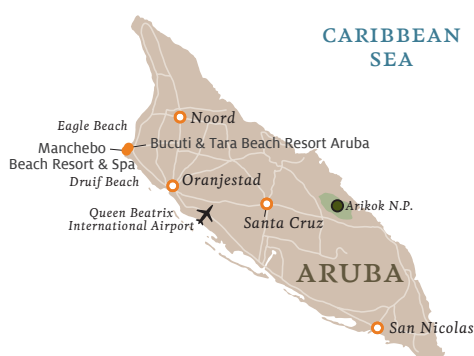 CARIBBEAN
SEA
Noord
Eagle Beach
Bucuti & Tara Beach Resort Aruba
Manchebo
Beach Resort & Spa
Druif Beach
Oranjestad
Arikok N.P.
Queen Beatrix
International Airport
Santa Cruz
ARUBA
San Nicolas